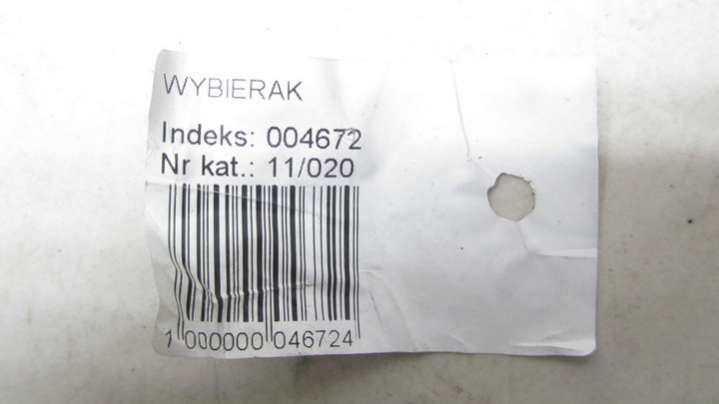 WYBIERAK
Indeks: 004672
Nr kat.: 11/020
1 000000 046724